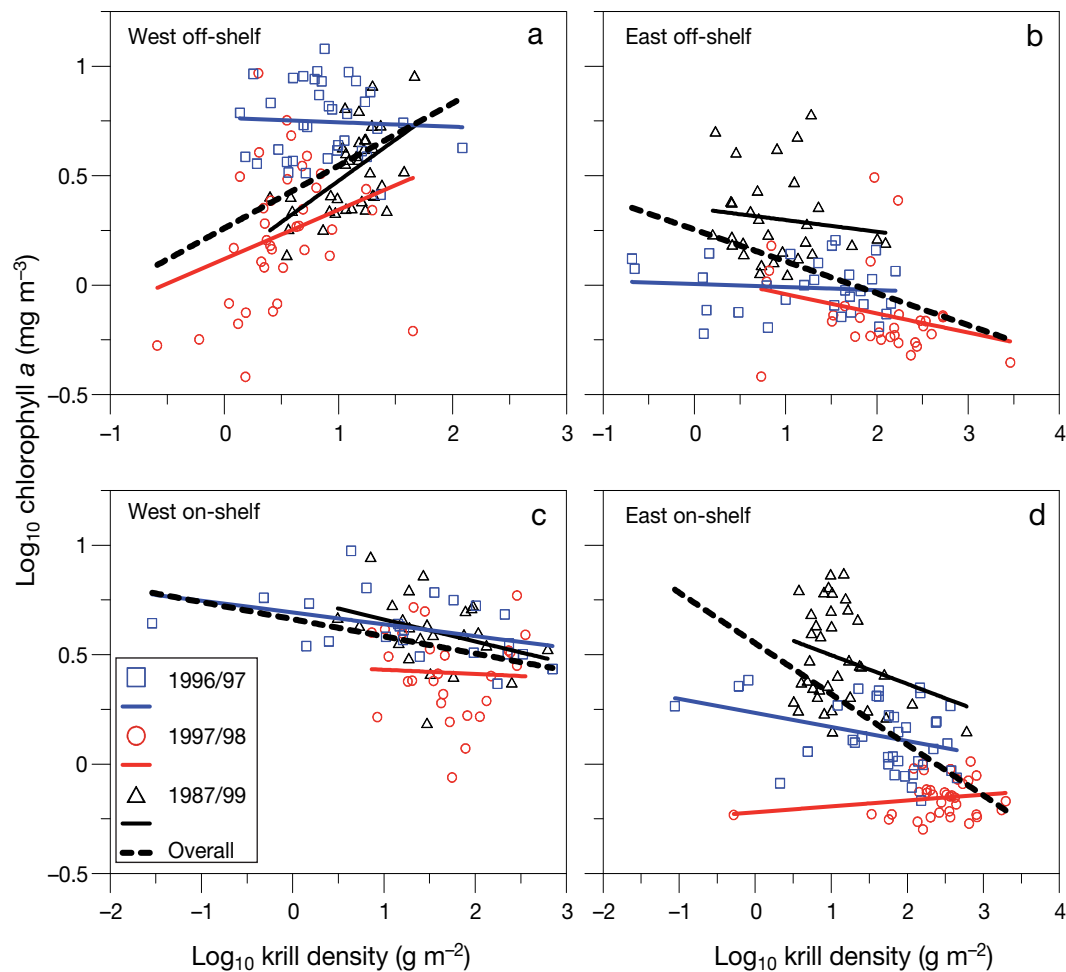 West off-shelf
a
East off-shelf
b
1
0.5
0
−0.5
−1
0
1
2
3
−1
0
1
2
3
4
West on-shelf
c
East on-shelf
d
1
0.5
0
−0.5
1996/97
1997/98
1987/99
Overall
−2
−1
0
1
2
3
−2
−1
0
1
2
3
4
Log10 chlorophyll a (mg m−3)
Log10 krill density (g m−2)
Log10 krill density (g m−2)